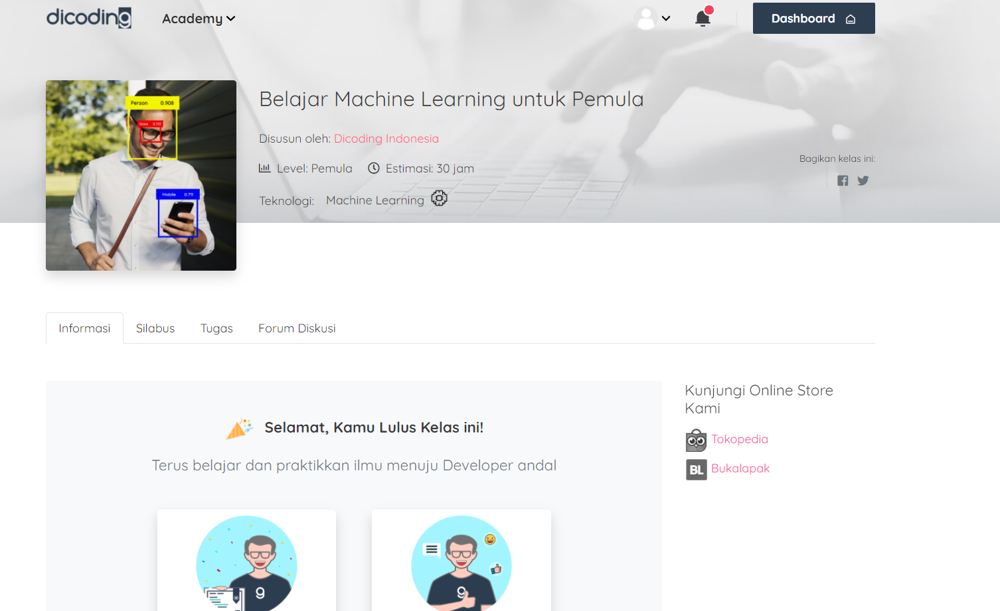 dicoding
Academy
Dashboard
Person 0.908
Glass 0.701
Mobile 0.711
Belajar Machine Learning untuk Pemula
Disusun oleh: Dicoding Indonesia
Level: Pemula Estimasi: 30 jam
Teknologi: Machine Learning
Bagikan kelas ini:
Informasi Silabus Tugas Forum Diskusi
Selamat, Kamu Lulus Kelas ini!
Terus belajar dan praktikkan ilmu menuju Developer andal
9
9
Kunjungi Online Store
Kami
Tokopedia
BL Bukalapak